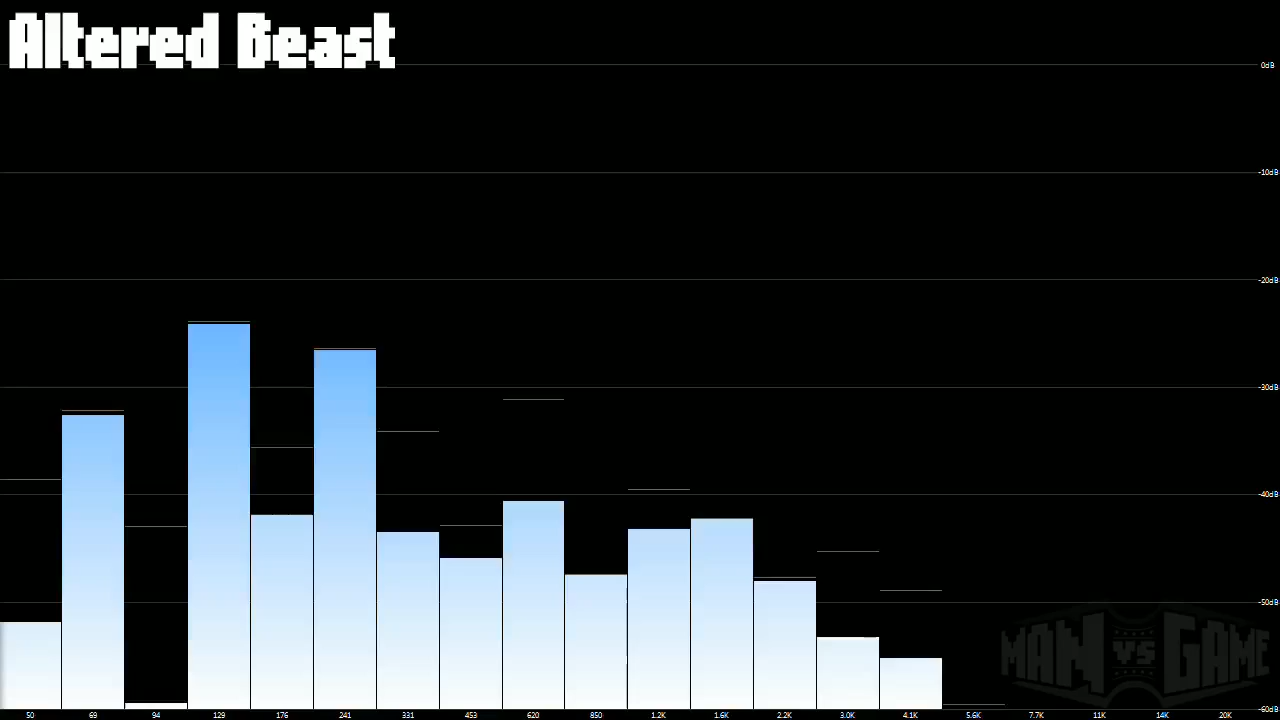 Altered Beast
0dB
-10dB
-20dB
-30dB
-40dB
-50dB
MAN VS GAME
-60dB
50 69 94 129 176 241 331 453 620 850 1.2K 1.6K 2.2K 3.0K 4.1K 5.6K 7.7K 11K 14K 20K